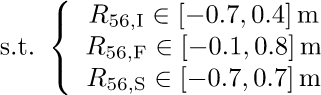 s.t. { R_{56,I} ∈ [−0.7, 0.4] m
R_{56,F} ∈ [−0.1, 0.8] m
R_{56,S} ∈ [−0.7, 0.7] m